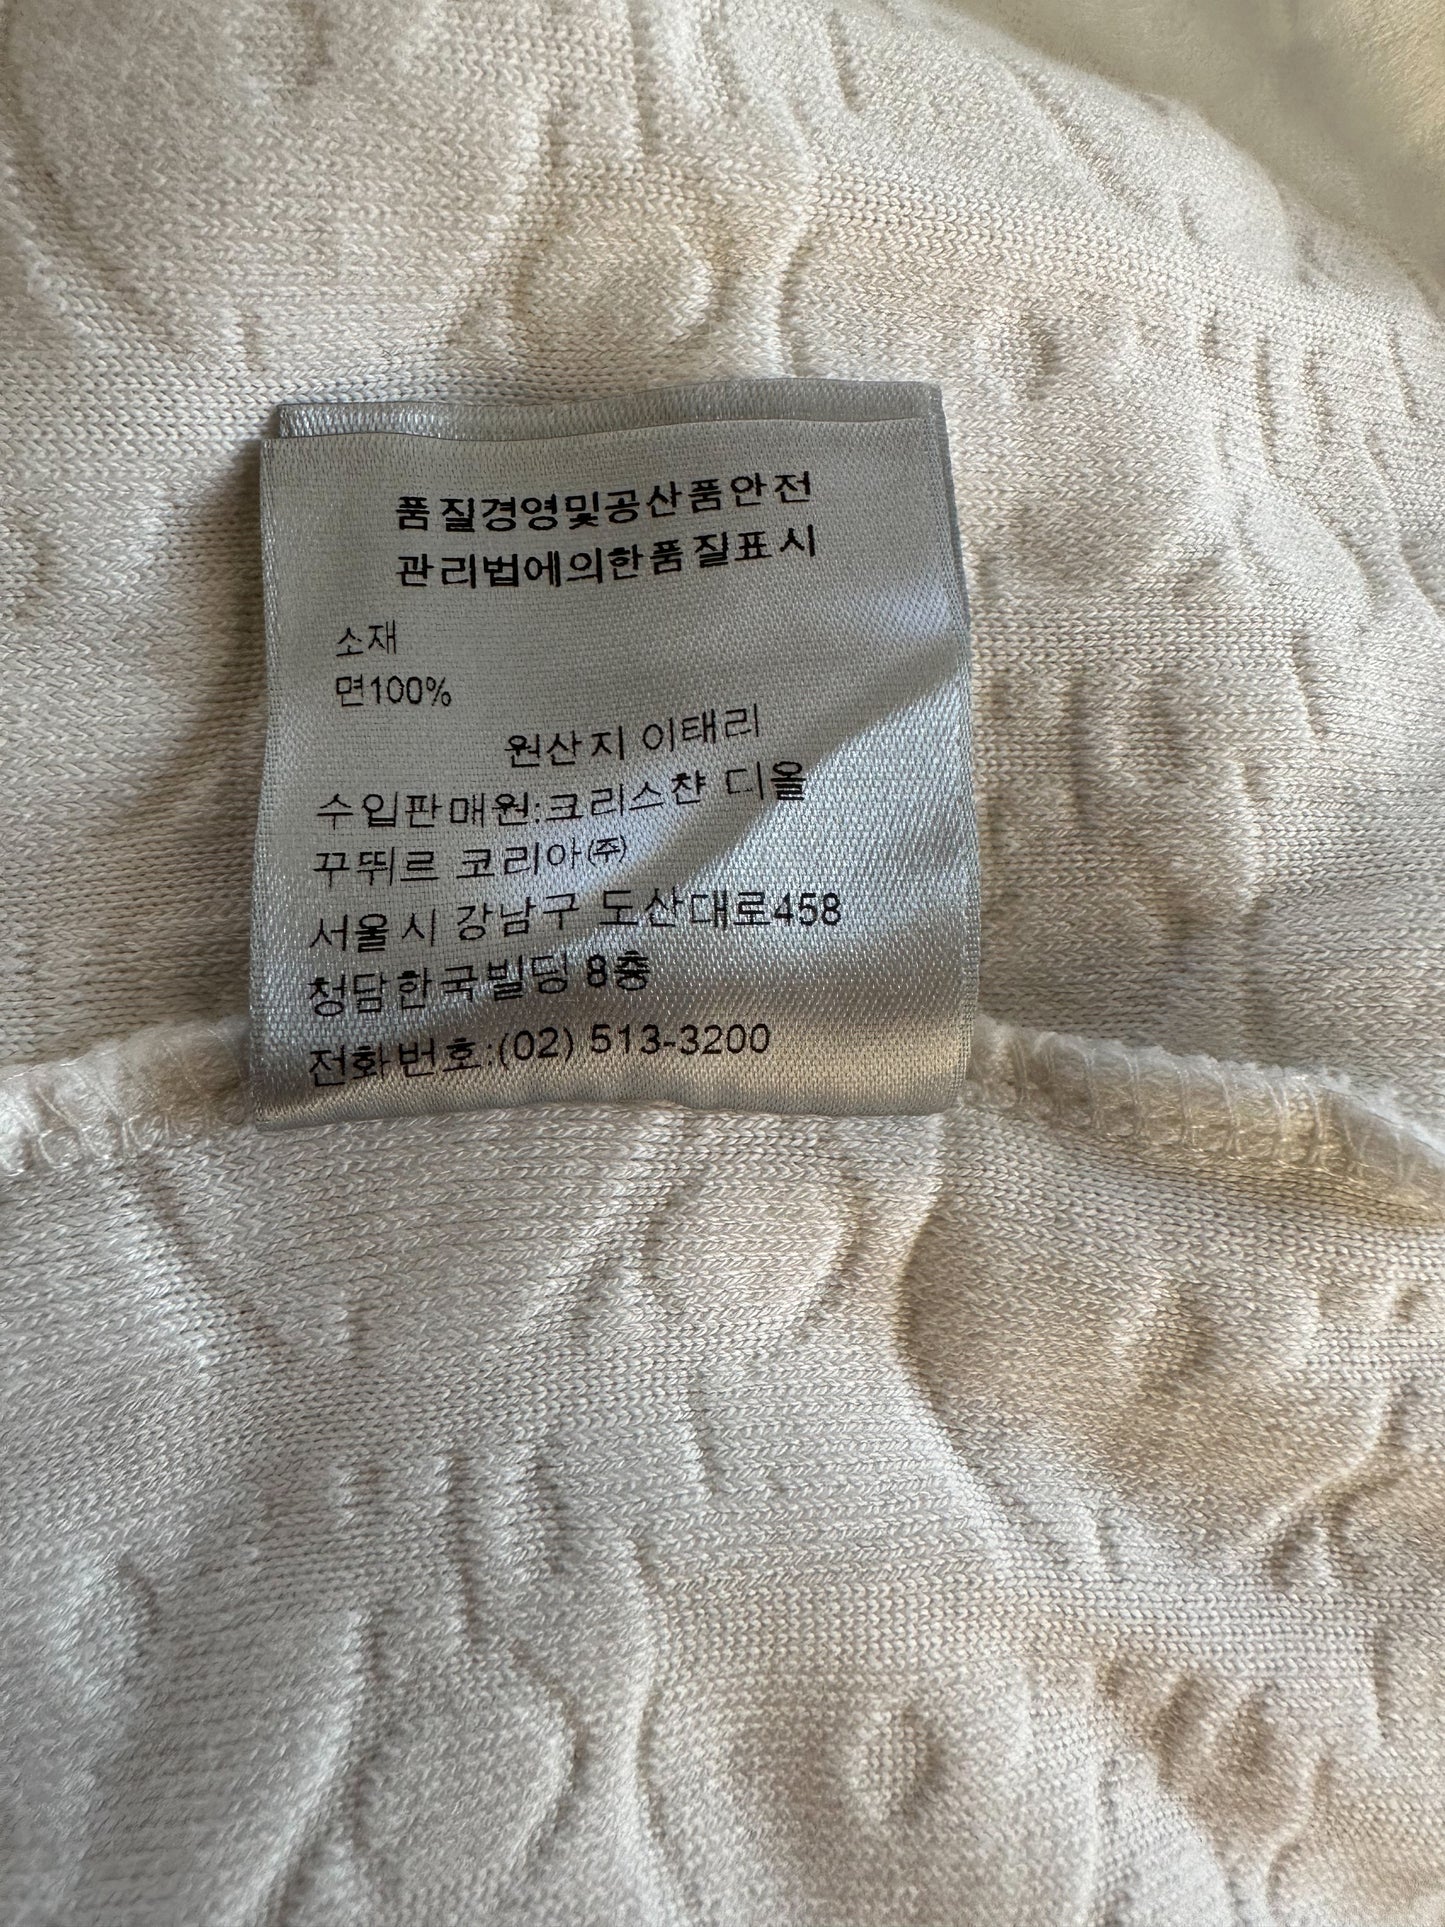 품질경영및공산품안전
관리법에의한품질표시
소재
면100%
원산지 이태리
수입판매원:크리스챤 디올
꾸뛰르 코리아㈜
서울시 강남구 도산대로458
청담한국빌딩 8층
전화번호:(02) 513-3200